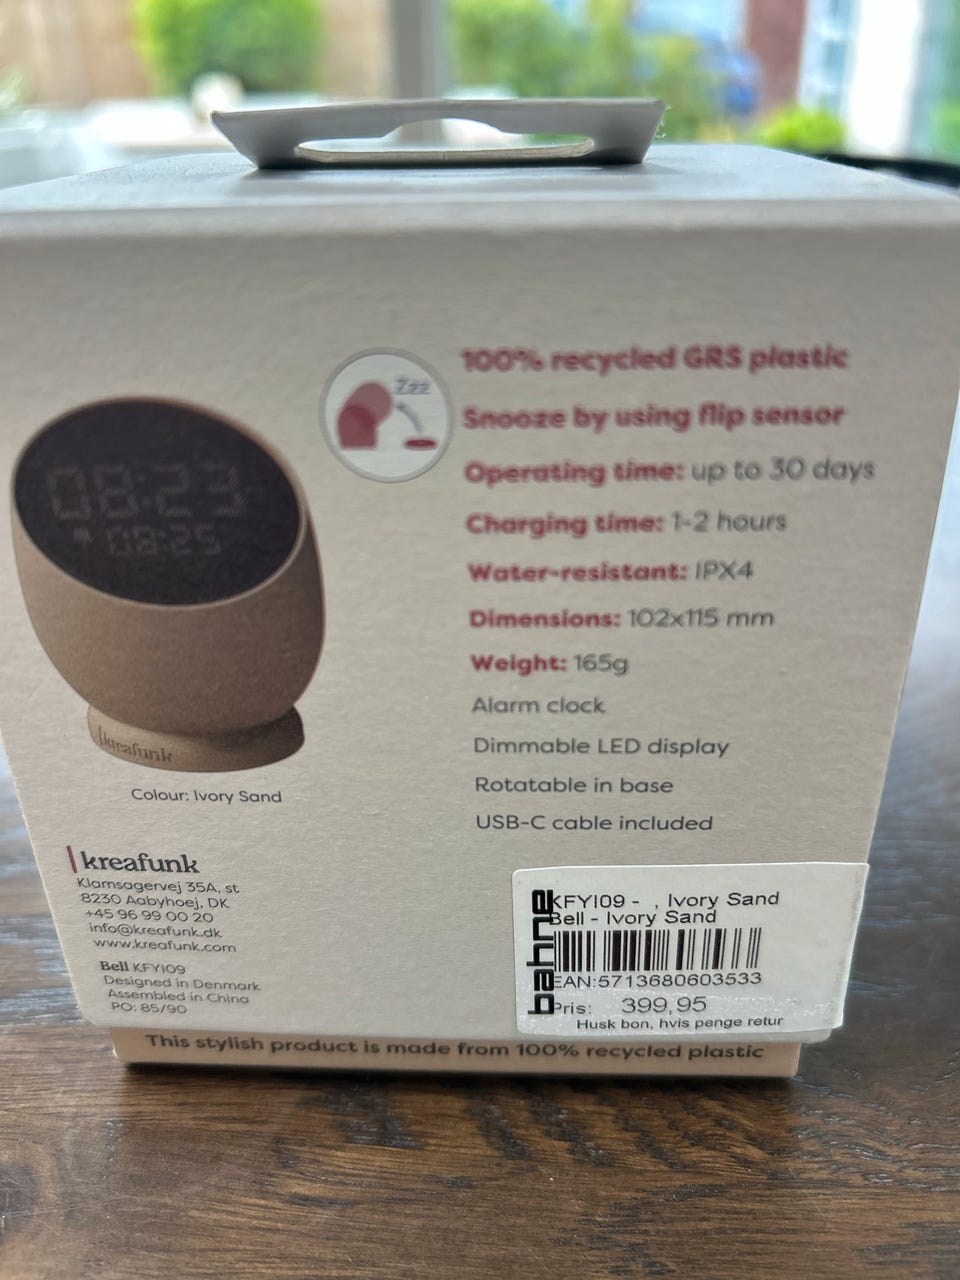 Zzz
100% recycled GRS plastic
Snooze by using flip sensor
Operating time: up to 30 days
Charging time: 1-2 hours
Water-resistant: IPX4
Dimensions: 102x115 mm
Weight: 165g
Alarm clock
Dimmable LED display
Rotatable in base
USB-C cable included
08:23
08:25
kreafunk
Colour: Ivory Sand
kreafunk
Klamsagervej 35A, st
8230 Aabyhoej, DK
+45 96 99 00 20
info@kreafunk.dk
www.kreafunk.com
Bell KFYI09
Designed in Denmark
Assembled in China
PO: 85/90
bahne
KFYI09 - , Ivory Sand
Bell - Ivory Sand
EAN:5713680603533
Pris: 399,95
Husk bon, hvis penge retur
This stylish product is made from 100% recycled plastic